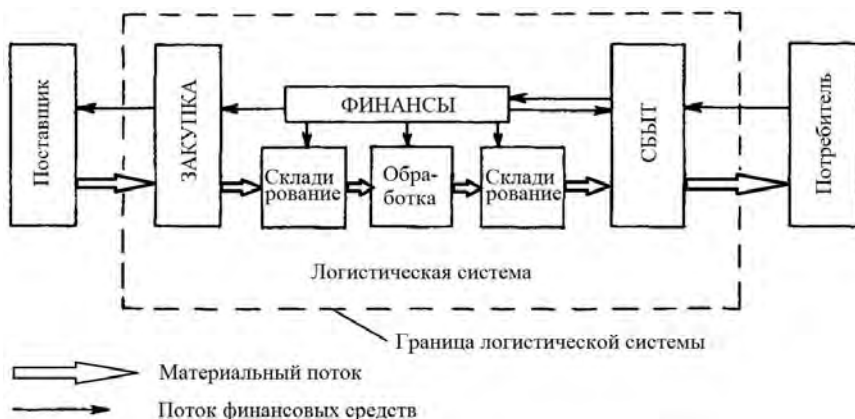 Поставщик
ЗАКУПКА
ФИНАНСЫ
Склади
рование
Обра-
ботка
Склади
рование
СБЫТ
Потребитель
Логистическая система
Граница логистической системы
Материальный поток
Поток финансовых средств